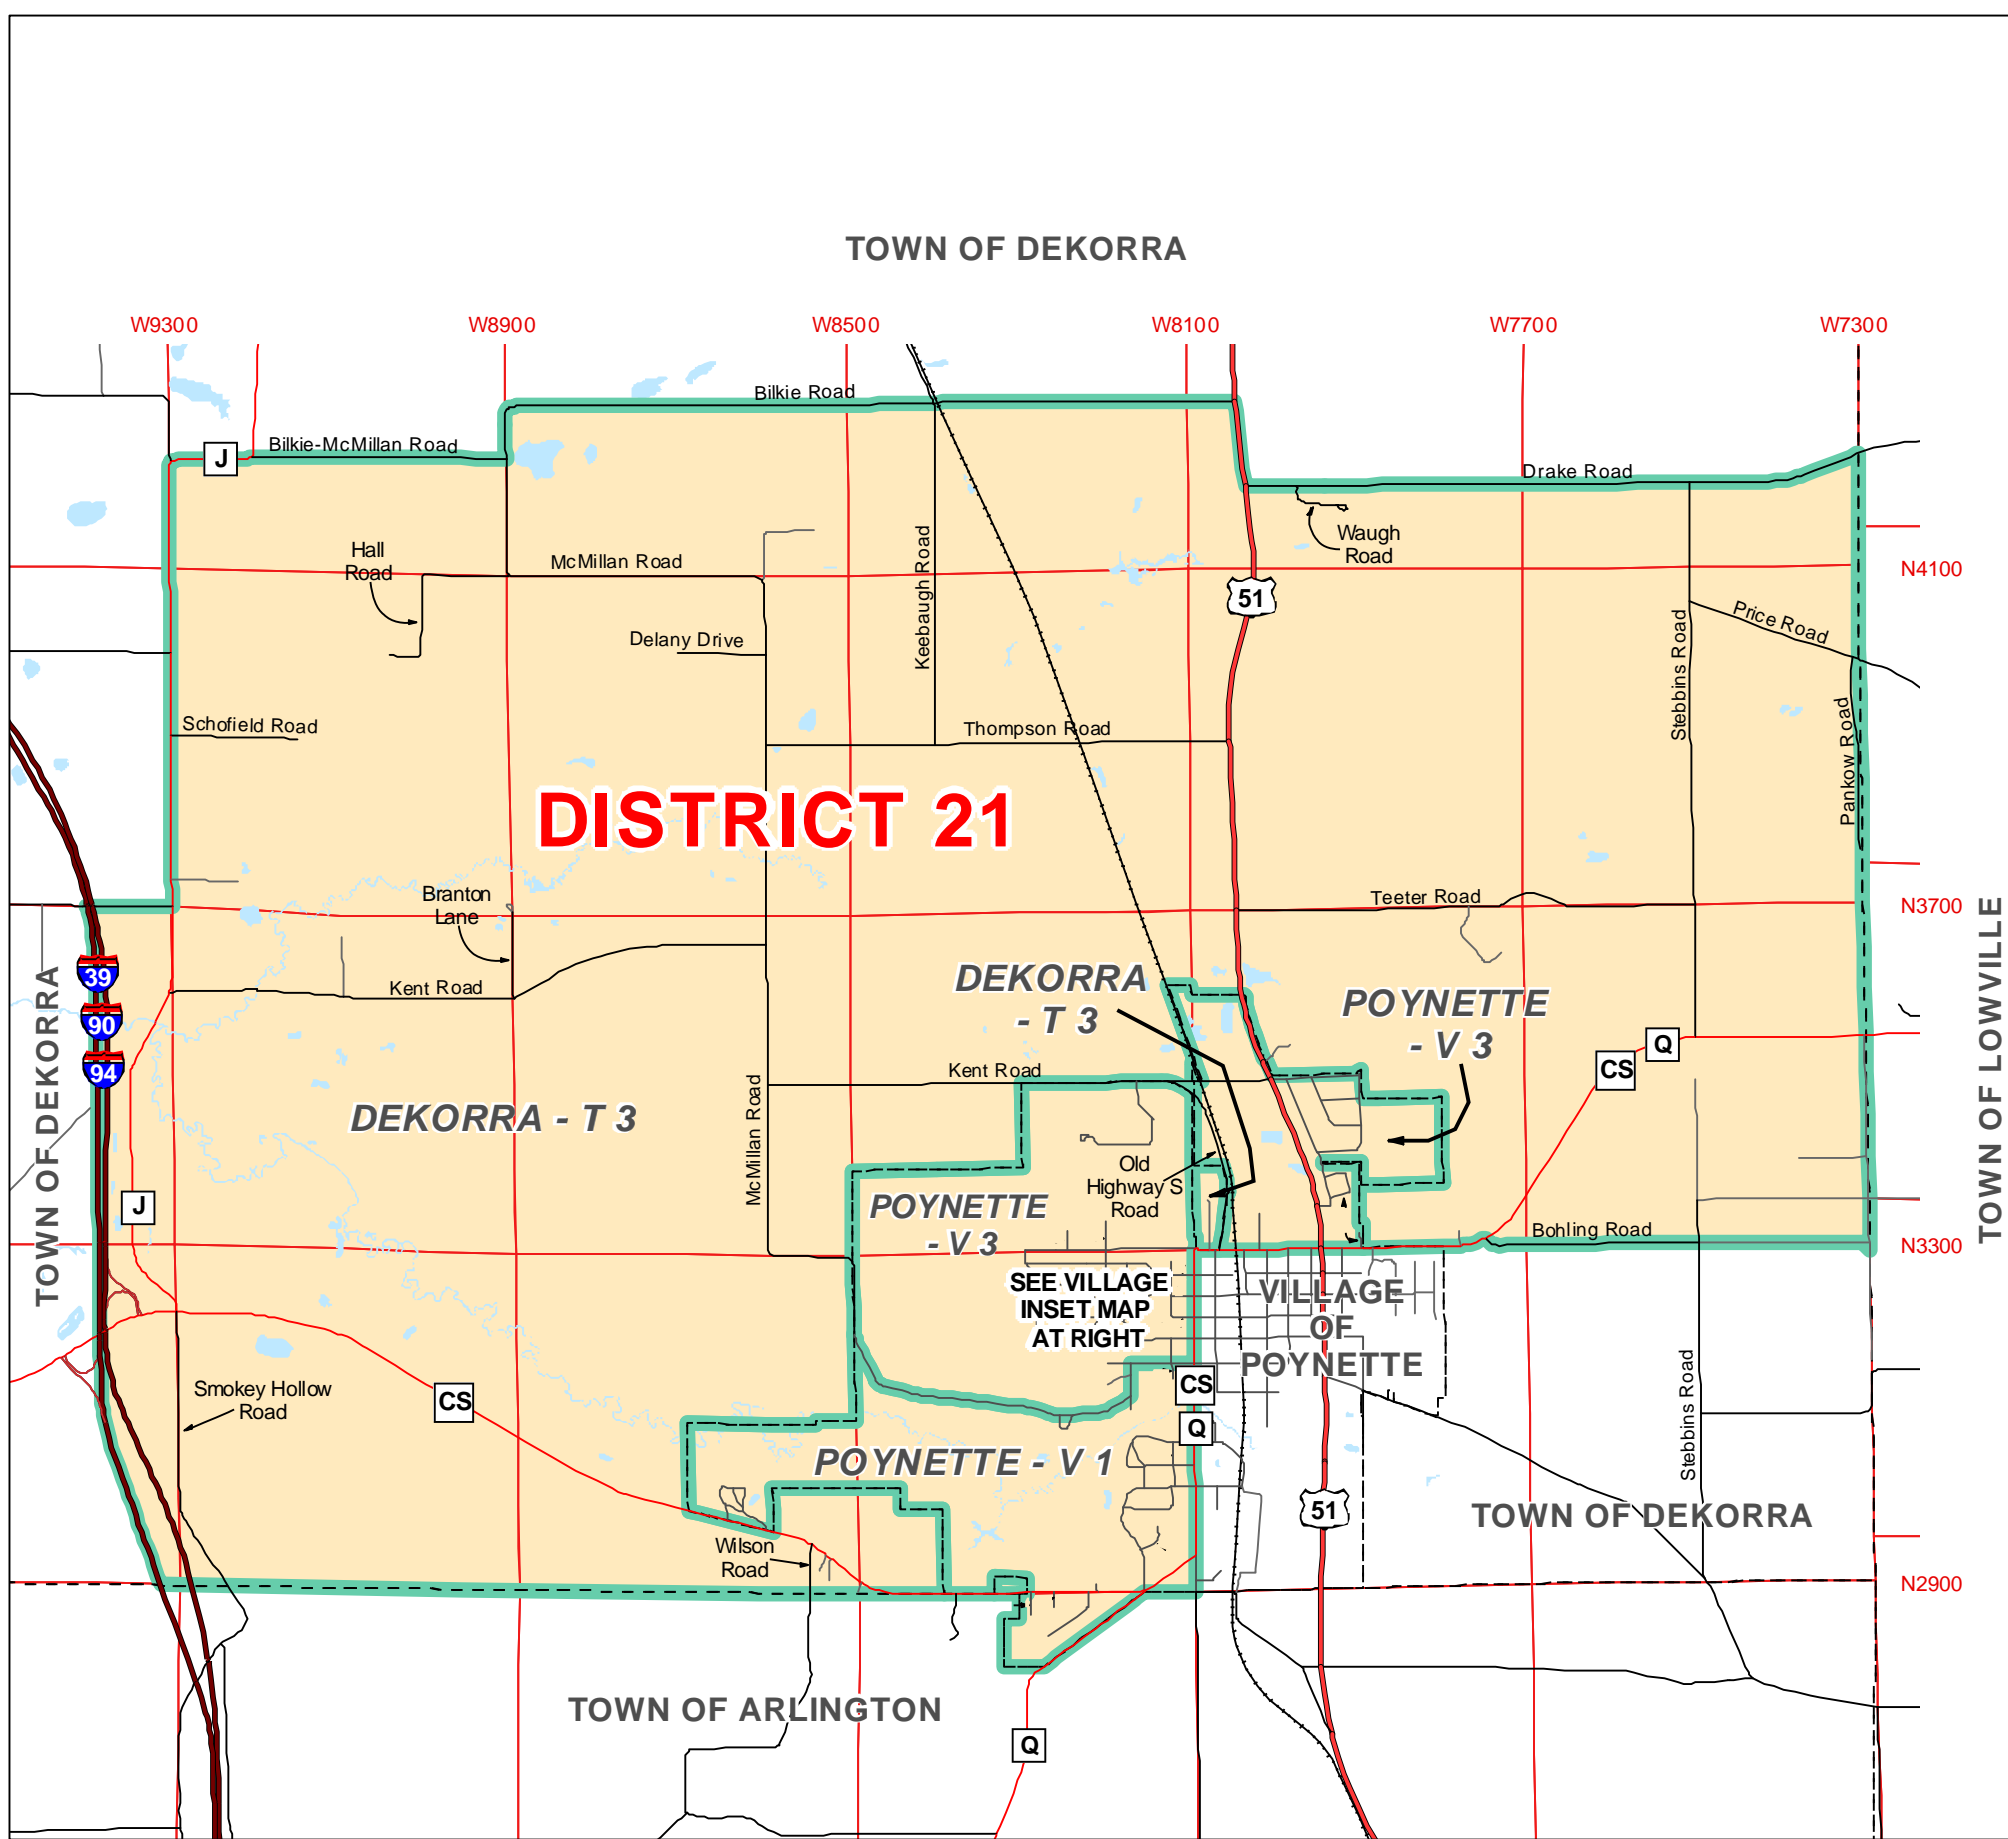 TOWN OF DEKORRA
W9300
W8900
W8500
W8100
W7700
W7300
Bilkie Road
Bilkie-McMillan Road
J
Drake Road
Waugh
Road
Hall
Road
McMillan Road
Keebaugh Road
N4100
51
Price Road
Delany Drive
Stebbins Road
Schofield Road
Thompson Road
Pankow Road
DISTRICT 21
Branton
Lane
Teeter Road
N3700
TOWN OF LOWVILLE
39
90
94
TOWN OF DEKORRA
Kent Road
DEKORRA
- T 3
POYNETTE
- V 3
Q
CS
Kent Road
DEKORRA - T 3
McMillan Road
J
Old
Highway S
Road
POYNETTE
- V 3
Bohling Road
N3300
SEE VILLAGE
INSET MAP
AT RIGHT
VILLAGE
OF
POYNETTE
Smokey Hollow
Road
CS
CS
Q
Stebbins Road
POYNETTE - V 1
51
TOWN OF DEKORRA
Wilson
Road
N2900
TOWN OF ARLINGTON
Q